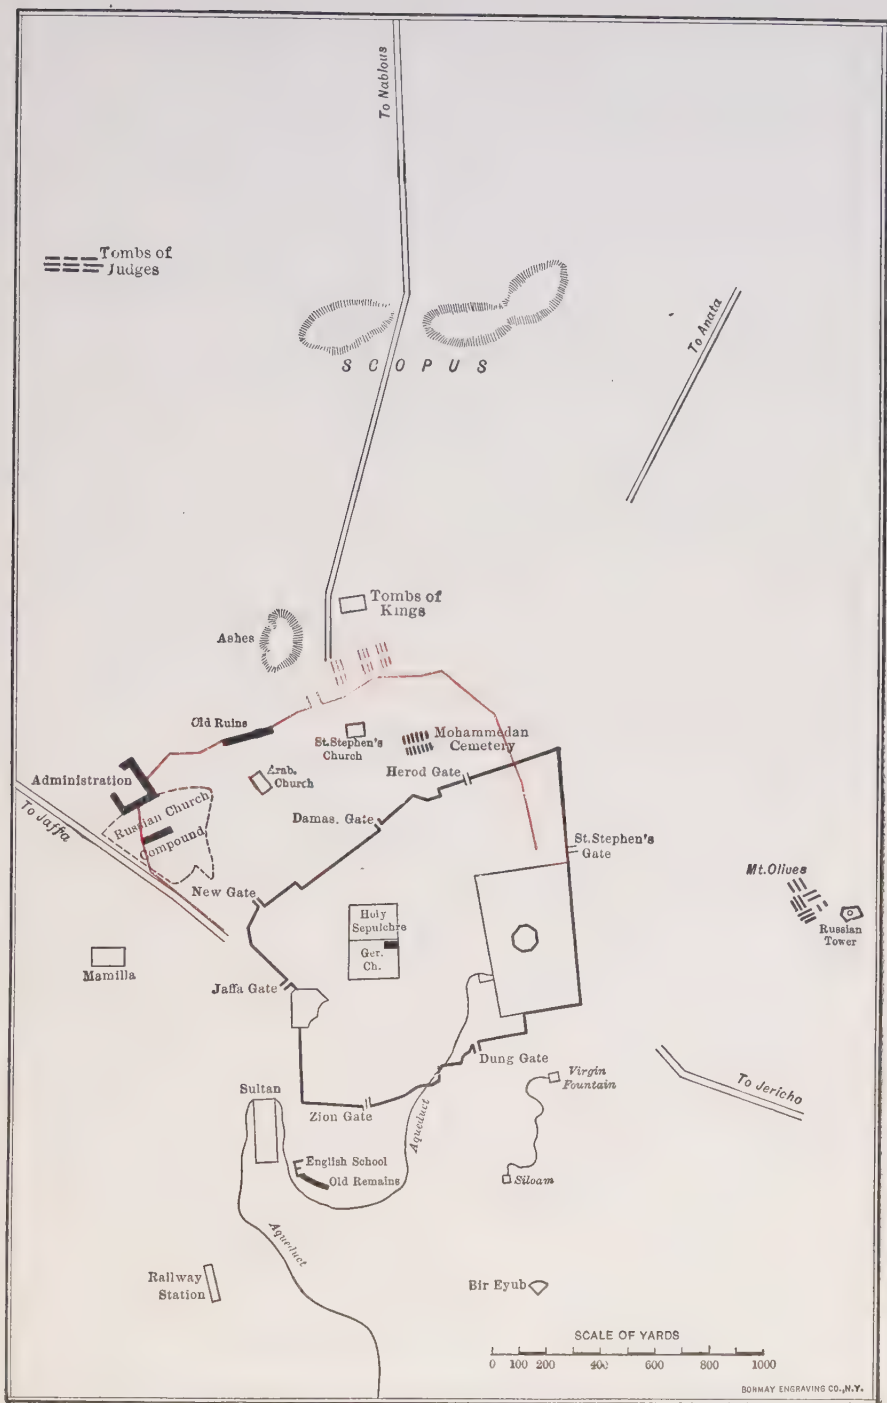 To Nablous
Tombs of
Judges
To Anata
SCOPUS
Tombs of
Kings
Ashes
Old Ruins
St. Stephen's
Church
Mohammedan
Cemetery
Administration
Arab.
Church
Herod Gate
Russian Church
Compound
To Jaffa
Damas. Gate
St. Stephen's
Gate
Mt. Olives
New Gate
Holy
Sepulchre
Ger.
Ch.
Russian
Tower
Mamilla
Jaffa Gate
Dung Gate
Virgin
Fountain
To Jericho
Sultan
Zion Gate
Aqueduct
English School
Old Remains
Siloam
Aqueduct
Railway
Station
Bir Eyub
SCALE OF YARDS
0 100 200 400 600 800 1000
BORMAY ENGRAVING CO., N.Y.